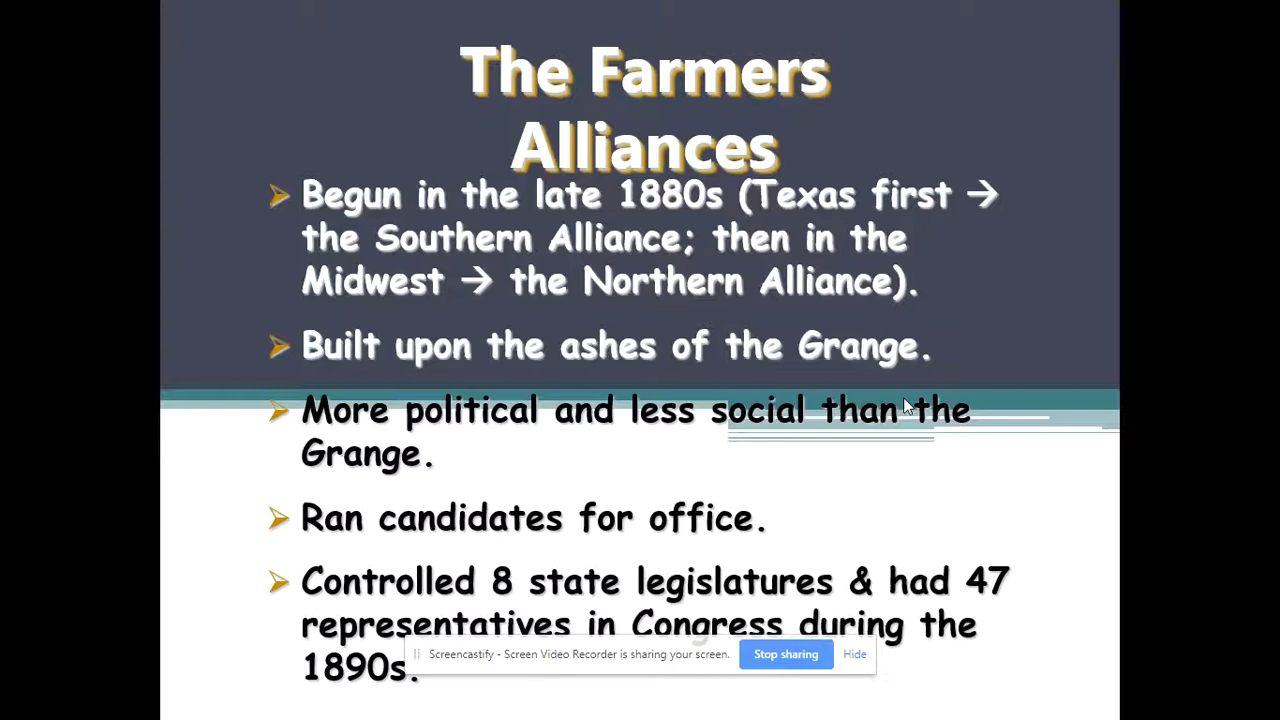 The Farmers
Alliances
➢ Begun in the late 1880s (Texas first →
the Southern Alliance; then in the
Midwest → the Northern Alliance).
➢ Built upon the ashes of the Grange.
➢ More political and less social than the
Grange.
➢ Ran candidates for office.
➢ Controlled 8 state legislatures & had 47
representatives in Congress during the
1890s.
Screencastify - Screen Video Recorder is sharing your screen. Stop sharing Hide